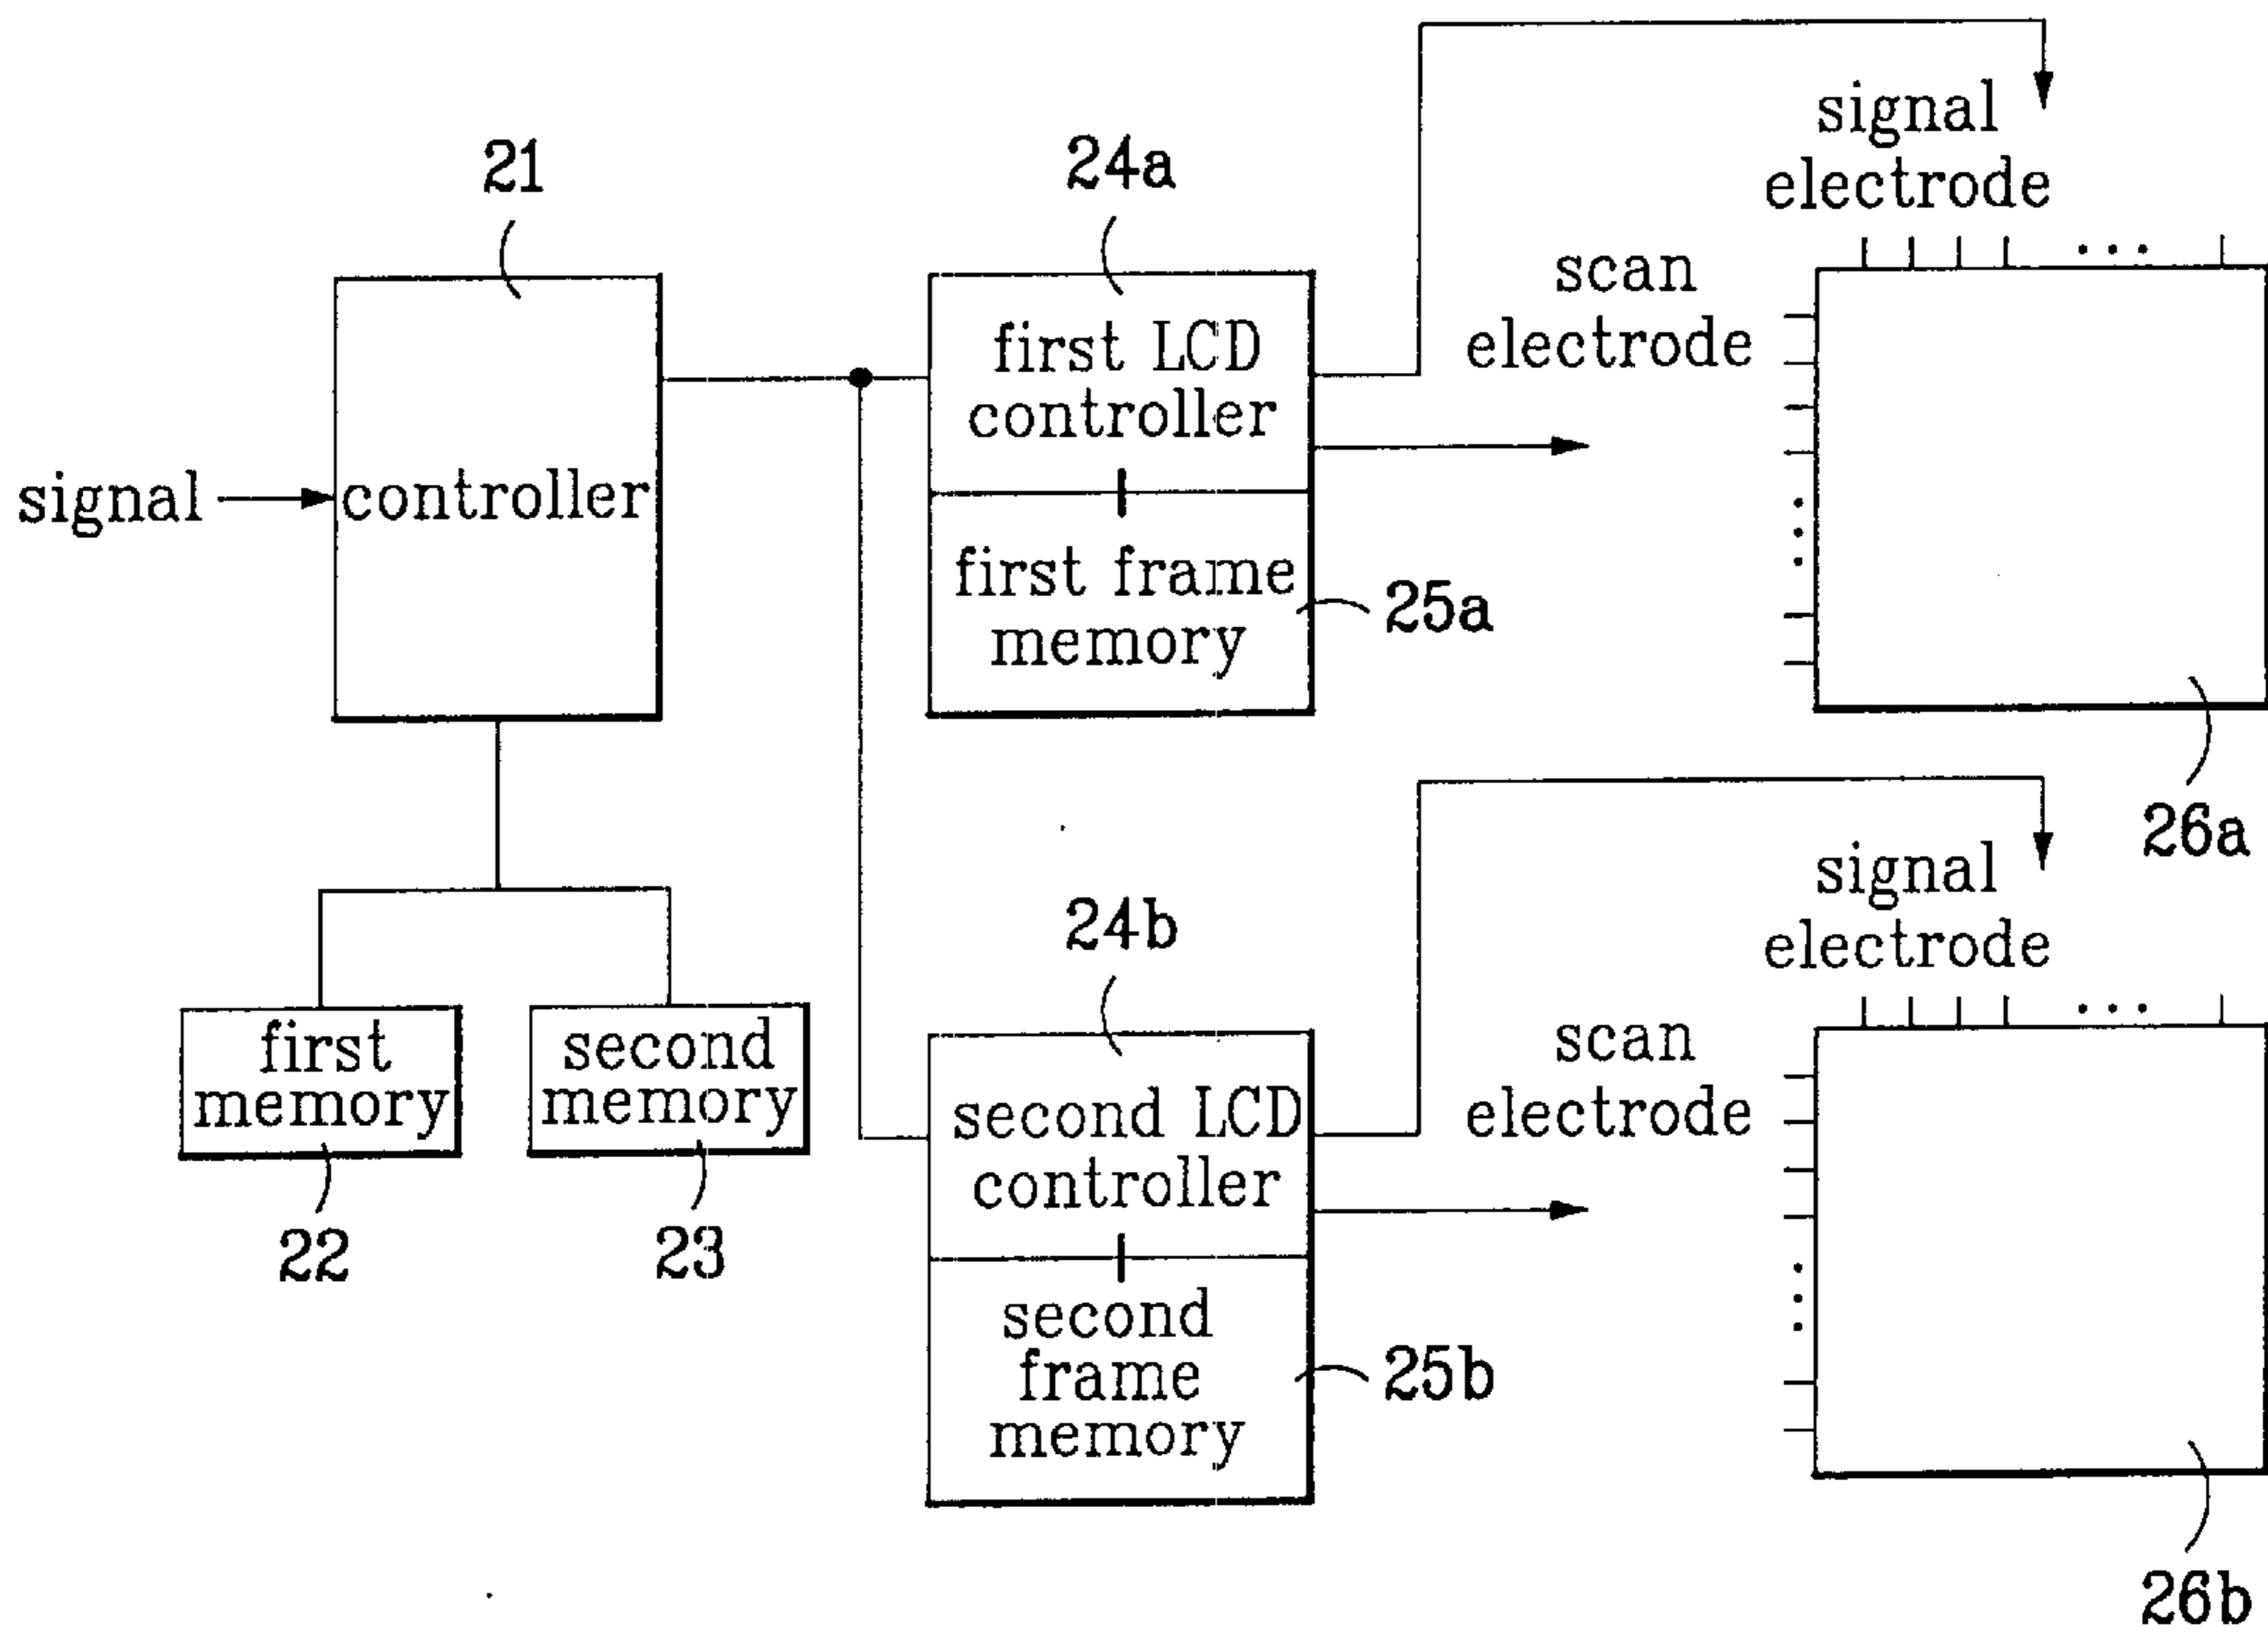 21
controller
signal
first
memory
22
second
memory
23
24a
first LCD
controller
first frame
memory
25a
signal
electrode
scan
electrode
26a
24b
second LCD
controller
second
frame
memory
25b
signal
electrode
scan
electrode
26b